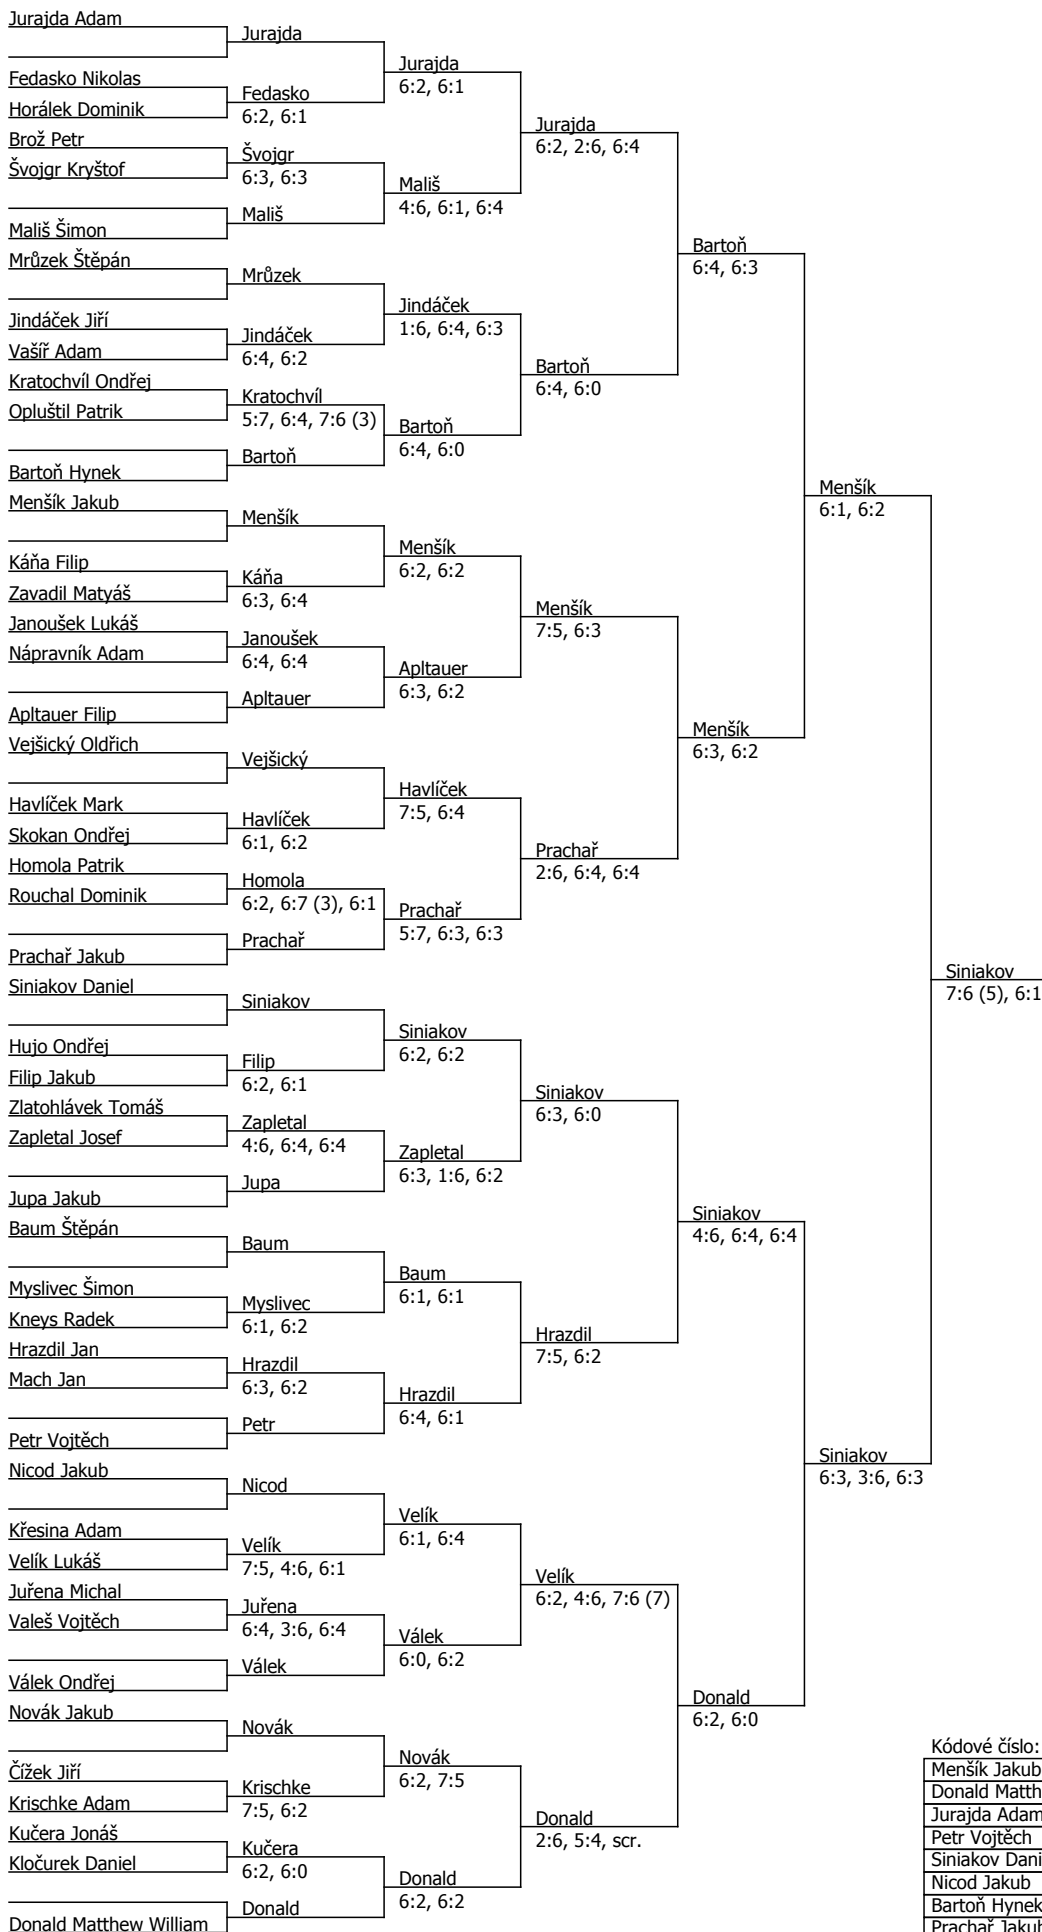 Jurajda Adam
Fedasko Nikolas
Horálek Dominik
Brož Petr
Švojgr Kryštof
Mališ Šimon
Mrůzek Štěpán
Jindáček Jiří
Vašíř Adam
Kratochvíl Ondřej
Opluštil Patrik
Bartoň Hynek
Menšík Jakub
Káňa Filip
Zavadil Matyáš
Janoušek Lukáš
Nápravník Adam
Apltauer Filip
Vejšický Oldřich
Havlíček Mark
Skokan Ondřej
Homola Patrik
Rouchal Dominik
Prachař Jakub
Siniakov Daniel
Hujo Ondřej
Filip Jakub
Zlatohlávek Tomáš
Zapletal Josef
Jupa Jakub
Baum Štěpán
Myslivec Šimon
Kneys Radek
Hrazdil Jan
Mach Jan
Petr Vojtěch
Nicod Jakub
Křesina Adam
Velík Lukáš
Juřena Michal
Valeš Vojtěch
Válek Ondřej
Novák Jakub
Čížek Jiří
Krischke Adam
Kučera Jonáš
Kločurek Daniel
Donald Matthew William
Jurajda
Fedasko
6:2, 6:1
Švojgr
6:3, 6:3
Mališ
Mrůzek
Jindáček
6:4, 6:2
Kratochvíl
5:7, 6:4, 7:6 (3)
Bartoň
Menšík
Káňa
6:3, 6:4
Janoušek
6:4, 6:4
Apltauer
Vejšický
Havlíček
6:1, 6:2
Homola
6:2, 6:7 (3), 6:1
Prachař
Siniakov
Filip
6:2, 6:1
Zapletal
4:6, 6:4, 6:4
Jupa
Baum
Myslivec
6:1, 6:2
Hrazdil
6:3, 6:2
Petr
Nicod
Velík
7:5, 4:6, 6:1
Juřena
6:4, 3:6, 6:4
Válek
Novák
Krischke
7:5, 6:2
Kučera
6:2, 6:0
Donald
Jurajda
6:2, 6:1
Mališ
4:6, 6:1, 6:4
Jindáček
1:6, 6:4, 6:3
Bartoň
6:4, 6:0
Menšík
6:2, 6:2
Apltauer
6:3, 6:2
Havlíček
7:5, 6:4
Prachař
5:7, 6:3, 6:3
Siniakov
6:2, 6:2
Zapletal
6:3, 1:6, 6:2
Baum
6:1, 6:1
Hrazdil
6:4, 6:1
Velík
6:1, 6:4
Válek
6:0, 6:2
Novák
6:2, 7:5
Donald
6:2, 6:2
Jurajda
6:2, 2:6, 6:4
Bartoň
6:4, 6:0
Menšík
7:5, 6:3
Prachař
2:6, 6:4, 6:4
Siniakov
6:3, 6:0
Hrazdil
7:5, 6:2
Velík
6:2, 4:6, 7:6 (7)
Donald
2:6, 5:4, scr.
Bartoň
6:4, 6:3
Menšík
6:3, 6:2
Siniakov
4:6, 6:4, 6:4
Donald
6:2, 6:0
Menšík
6:1, 6:2
Siniakov
6:3, 3:6, 6:3
Siniakov
7:6 (5), 6:1
Kódové číslo:
Menšík Jakub
Donald Matth
Jurajda Adam
Petr Vojtěch
Siniakov Dani
Nicod Jakub
Bartoň Hynek
Prachař Jakub